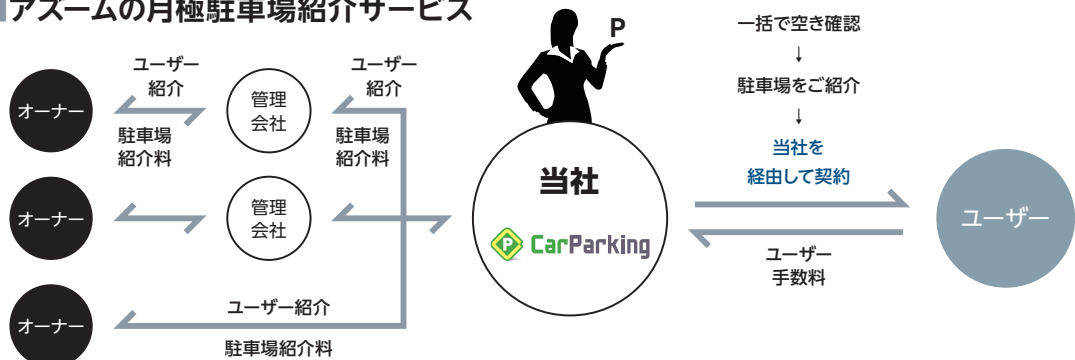 アズームの月極駐車場紹介サービス
P
一括で空き確認
↓
駐車場をご紹介
↓
当社を
経由して契約
ユーザー
紹介
ユーザー
紹介
オーナー
管理
会社
駐車場
紹介料
駐車場
紹介料
当社
P CarParking
オーナー
管理
会社
ユーザー
ユーザー
手数料
オーナー
ユーザー紹介
駐車場紹介料